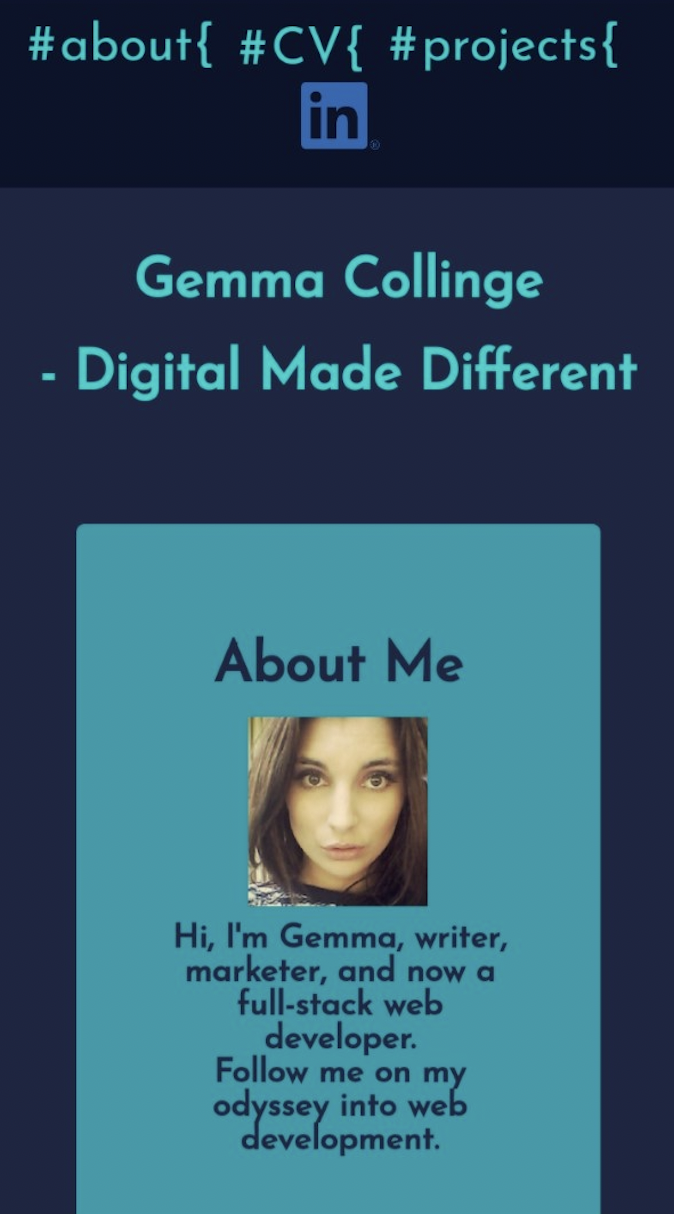 #about{ #CV{ #projects{
in®
Gemma Collinge
- Digital Made Different
About Me
Hi, I'm Gemma, writer,
marketer, and now a
full-stack web
developer.
Follow me on my
odyssey into web
development.